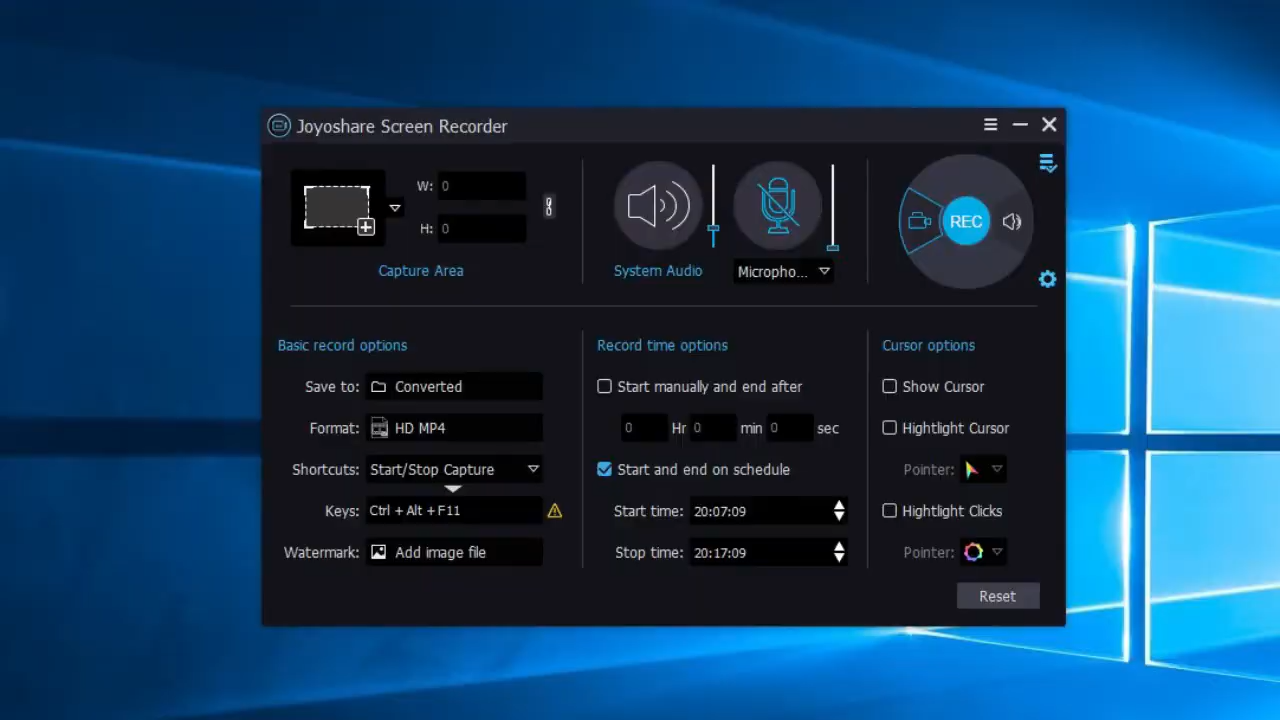 Joyoshare Screen Recorder
W: 0
H: 0
Capture Area
System Audio
Micropho...
REC
Basic record options
Save to: Converted
Format: HD MP4
Shortcuts: Start/Stop Capture
Keys: Ctrl + Alt + F11
Watermark: Add image file
Record time options
Start manually and end after
0 Hr 0 min 0 sec
Start and end on schedule
Start time: 20:07:09
Stop time: 20:17:09
Cursor options
Show Cursor
Hightlight Cursor
Pointer:
Hightlight Clicks
Pointer:
Reset